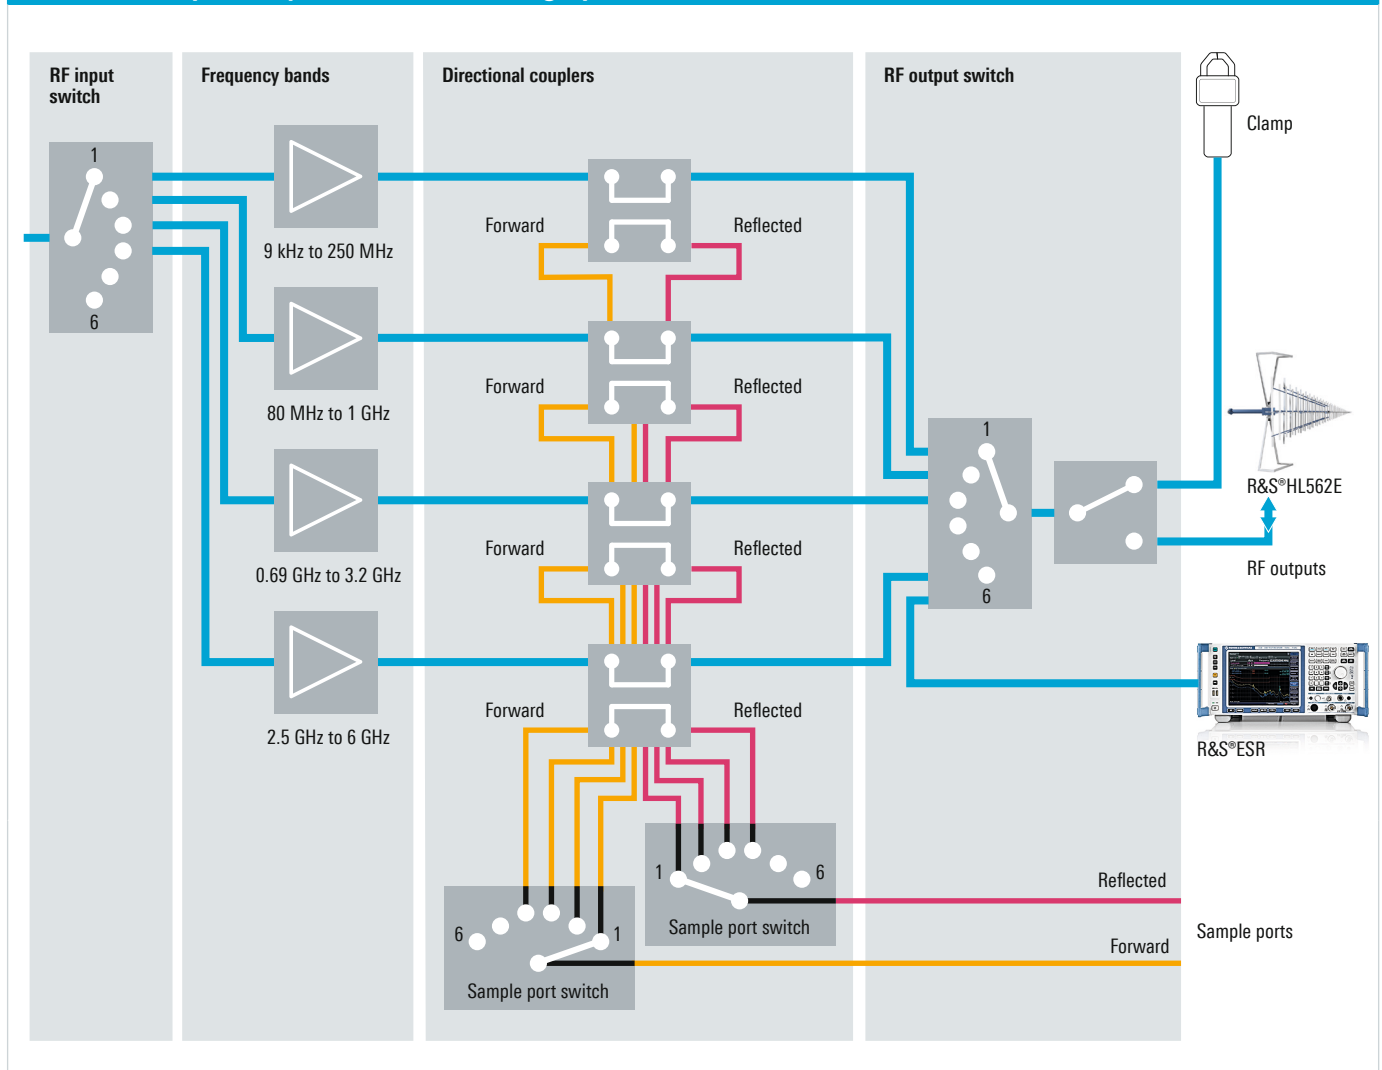 RF input
switch
Frequency bands
Directional couplers
RF output switch
1
6
9 kHz to 250 MHz
80 MHz to 1 GHz
0.69 GHz to 3.2 GHz
2.5 GHz to 6 GHz
Forward
Reflected
Forward
Reflected
Forward
Reflected
Forward
Reflected
1
6
Sample port switch
6
1
Sample port switch
1
6
Clamp
R&S®HL562E
RF outputs
R&S®ESR
Reflected
Forward
Sample ports